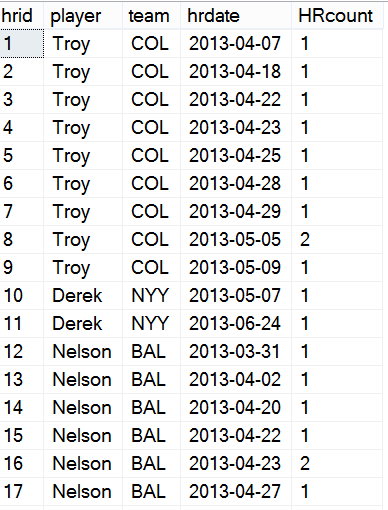 hrid player team hrdate HRcount
1 Troy COL 2013-04-07 1
2 Troy COL 2013-04-18 1
3 Troy COL 2013-04-22 1
4 Troy COL 2013-04-23 1
5 Troy COL 2013-04-25 1
6 Troy COL 2013-04-28 1
7 Troy COL 2013-04-29 1
8 Troy COL 2013-05-05 2
9 Troy COL 2013-05-09 1
10 Derek NYY 2013-05-07 1
11 Derek NYY 2013-06-24 1
12 Nelson BAL 2013-03-31 1
13 Nelson BAL 2013-04-02 1
14 Nelson BAL 2013-04-20 1
15 Nelson BAL 2013-04-22 1
16 Nelson BAL 2013-04-23 2
17 Nelson BAL 2013-04-27 1